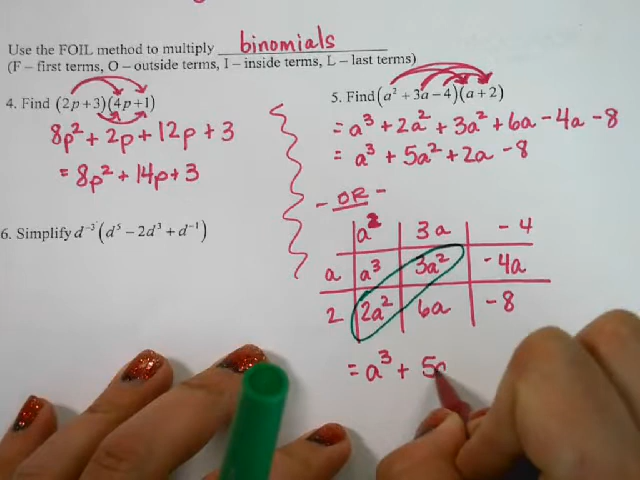 Use the FOIL method to multiply binomials
(F – first terms, O – outside terms, I – inside terms, L – last terms)
4. Find (2p+3)(4p+1)
8p² + 2p + 12p + 3
= 8p² + 14p + 3
6. Simplify d⁻³(d⁵ − 2d³ + d⁻¹)
5. Find (a² + 3a − 4)(a + 2)
= a³ + 2a² + 3a² + 6a − 4a − 8
= a³ + 5a² + 2a − 8
- OR -
a² 3a -4
a a³ 3a² -4a
2 2a² 6a -8
= a³ + 5a